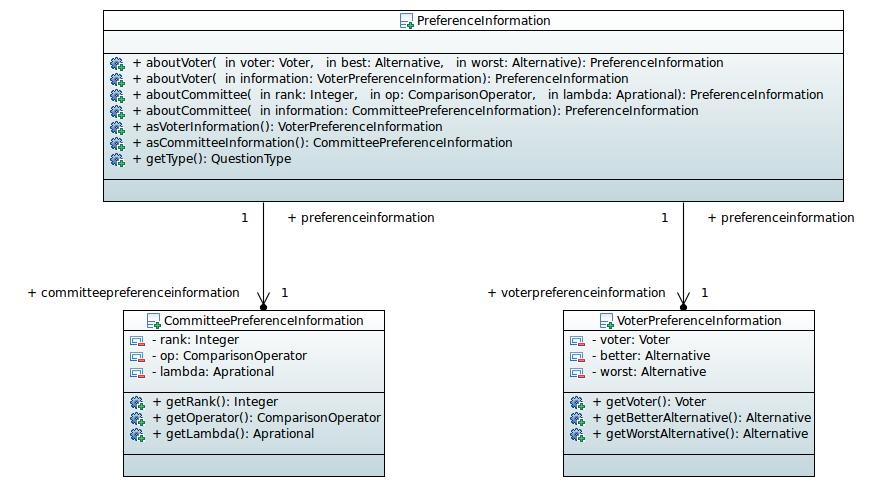 PreferenceInformation
+ aboutVoter( in voter: Voter, in best: Alternative, in worst: Alternative): PreferenceInformation
+ aboutVoter( in information: VoterPreferenceInformation): PreferenceInformation
+ aboutCommittee( in rank: Integer, in op: ComparisonOperator, in lambda: Aprational): PreferenceInformation
+ aboutCommittee( in information: CommitteePreferenceInformation): PreferenceInformation
+ asVoterInformation(): VoterPreferenceInformation
+ asCommitteeInformation(): CommitteePreferenceInformation
+ getType(): QuestionType
1 + preferenceinformation
1 + preferenceinformation
+ committeepreferenceinformation 1
+ voterpreferenceinformation 1
CommitteePreferenceInformation
- rank: Integer
- op: ComparisonOperator
- lambda: Aprational
+ getRank(): Integer
+ getOperator(): ComparisonOperator
+ getLambda(): Aprational
VoterPreferenceInformation
- voter: Voter
- better: Alternative
- worst: Alternative
+ getVoter(): Voter
+ getBetterAlternative(): Alternative
+ getWorstAlternative(): Alternative